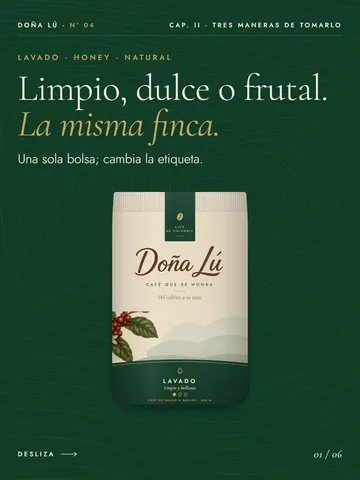 DOÑA LÚ · Nº 04
CAP. II · TRES MANERAS DE TOMARLO
LAVADO · HONEY · NATURAL
Limpio, dulce o frutal.
La misma finca.
Una sola bolsa; cambia la etiqueta.
CAFÉ
DE COLOMBIA
Doña Lú
CAFÉ QUE SE HONRA
Del cultivo a su taza
LAVADO
Limpio y brillante
DESLIZA →
01 / 06